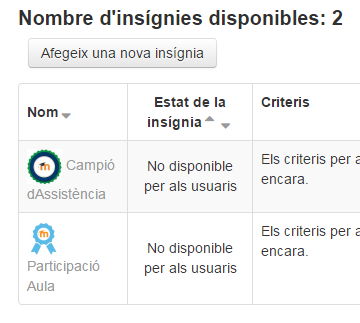 Nombre d'insígnies disponibles: 2
Afegeix una nova insígnia
Nom
Estat de la
insígnia
Criteris
Campió
dAssistència
No disponible
per als usuaris
Els criteris per a
encara.
Participació
Aula
No disponible
per als usuaris
Els criteris per a
encara.